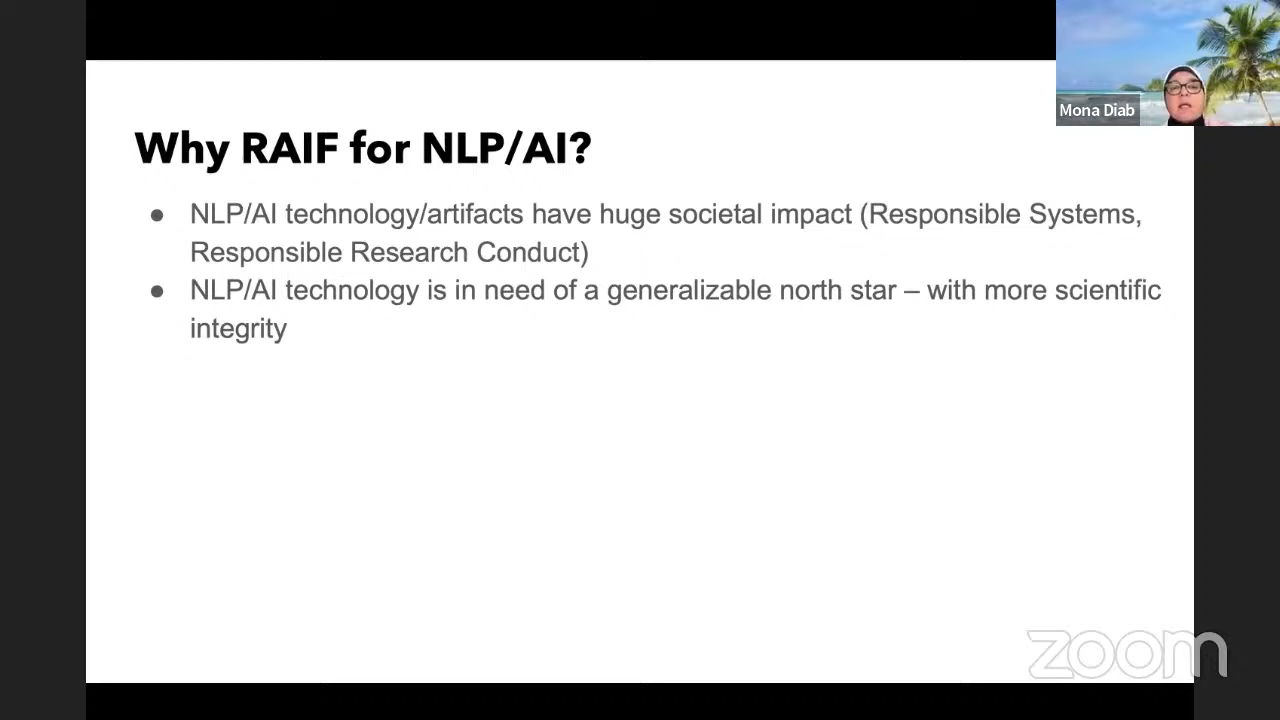 Mona Diab
Why RAIF for NLP/AI?
● NLP/AI technology/artifacts have huge societal impact (Responsible Systems,
Responsible Research Conduct)
● NLP/AI technology is in need of a generalizable north star – with more scientific
integrity
zoom